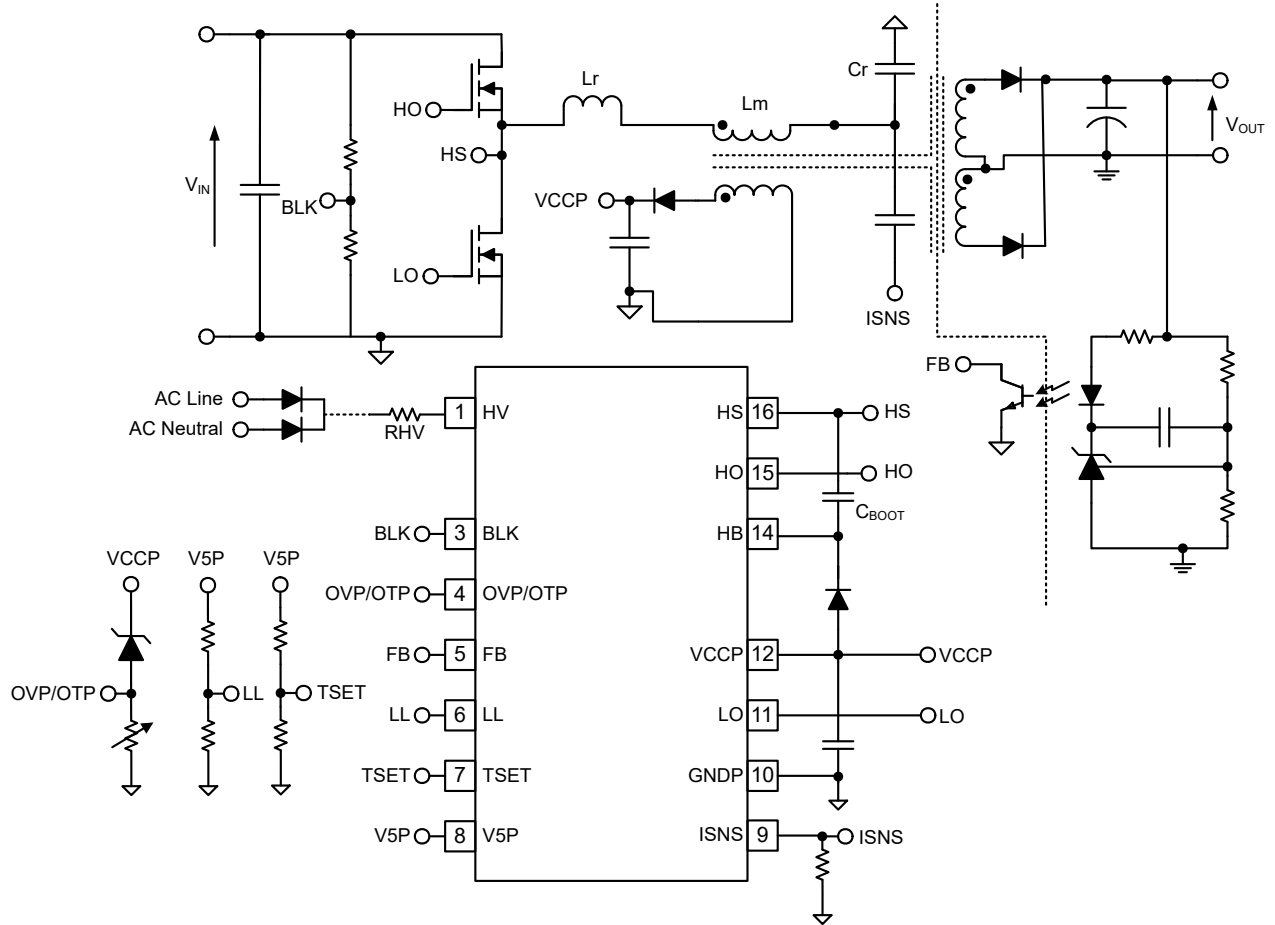 Cr
Lr
Lm
HO
V_OUT
HS
V_IN
BLK
VCCP
LO
ISNS
FB
AC Line
AC Neutral
RHV
1 HV
HS 16 HS
HO 15 HO
C_BOOT
BLK 3 BLK
HB 14
VCCP V5P V5P
OVP/OTP 4 OVP/OTP
FB 5 FB
VCCP 12 VCCP
OVP/OTP LL TSET
LL 6 LL
LO 11 LO
TSET 7 TSET
GNDP 10
V5P 8 V5P
ISNS 9 ISNS